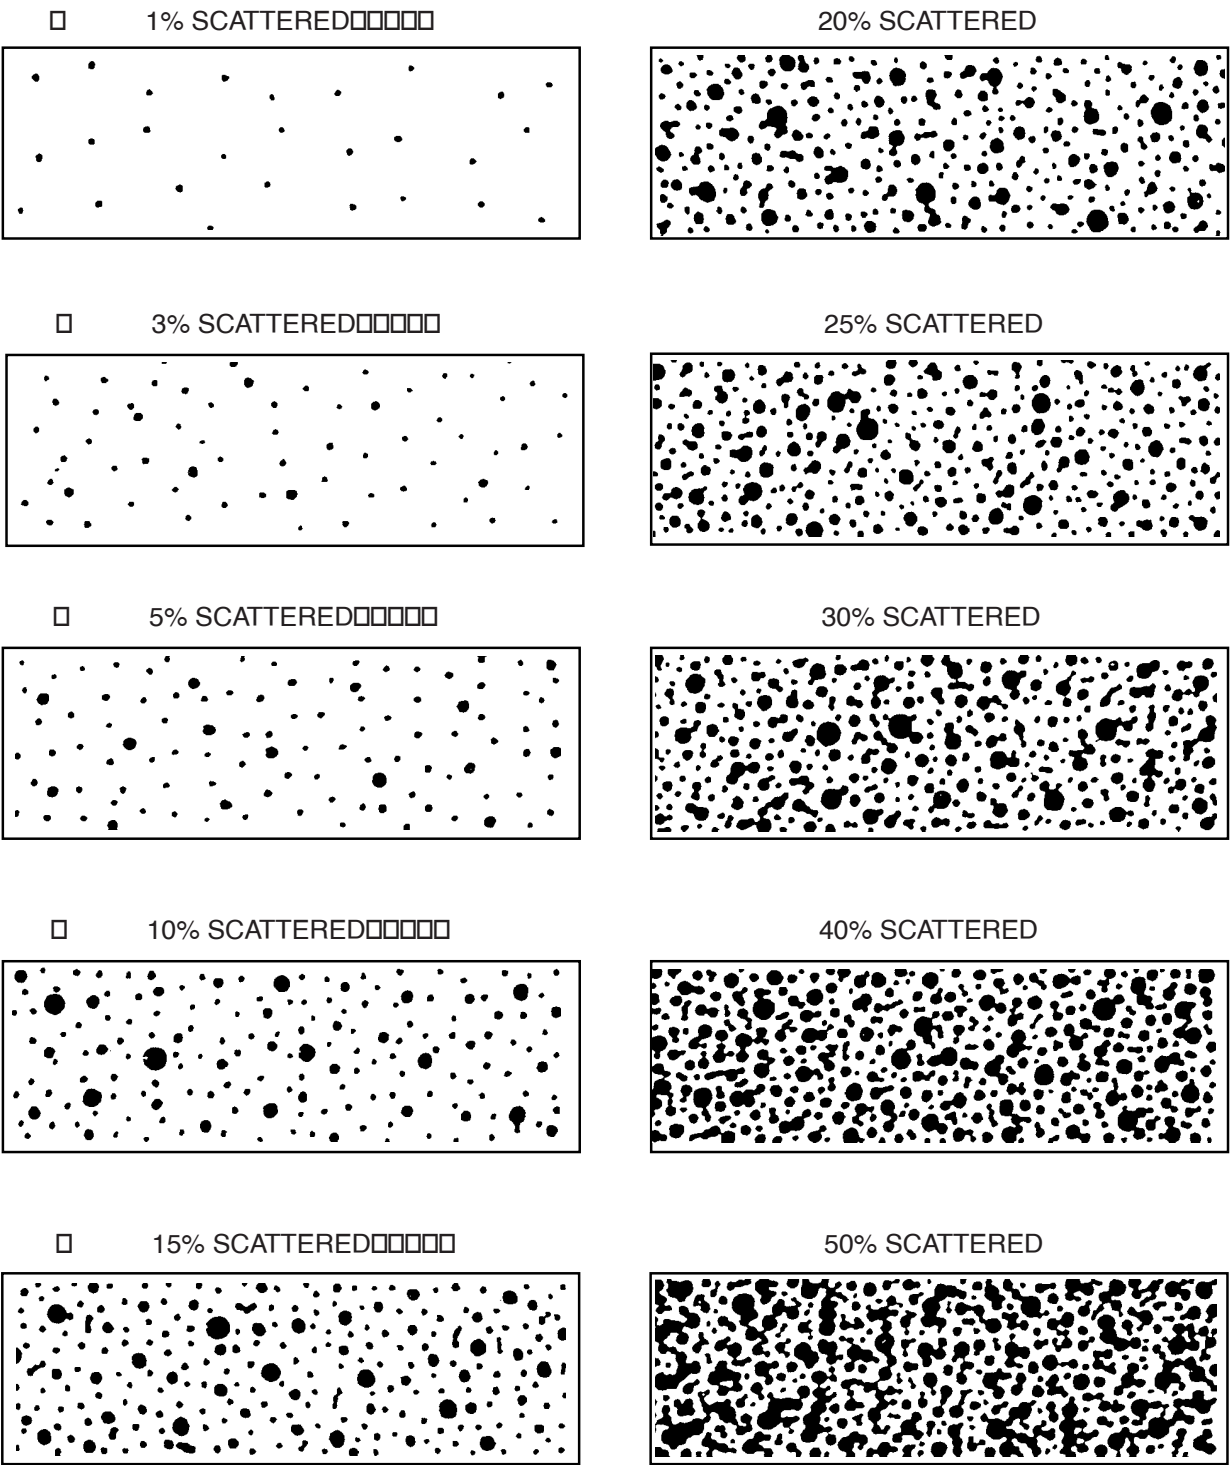 □ 1% SCATTERED□□□□□
20% SCATTERED
□ 3% SCATTERED□□□□□
25% SCATTERED
□ 5% SCATTERED□□□□□
30% SCATTERED
□ 10% SCATTERED□□□□□
40% SCATTERED
□ 15% SCATTERED□□□□□
50% SCATTERED